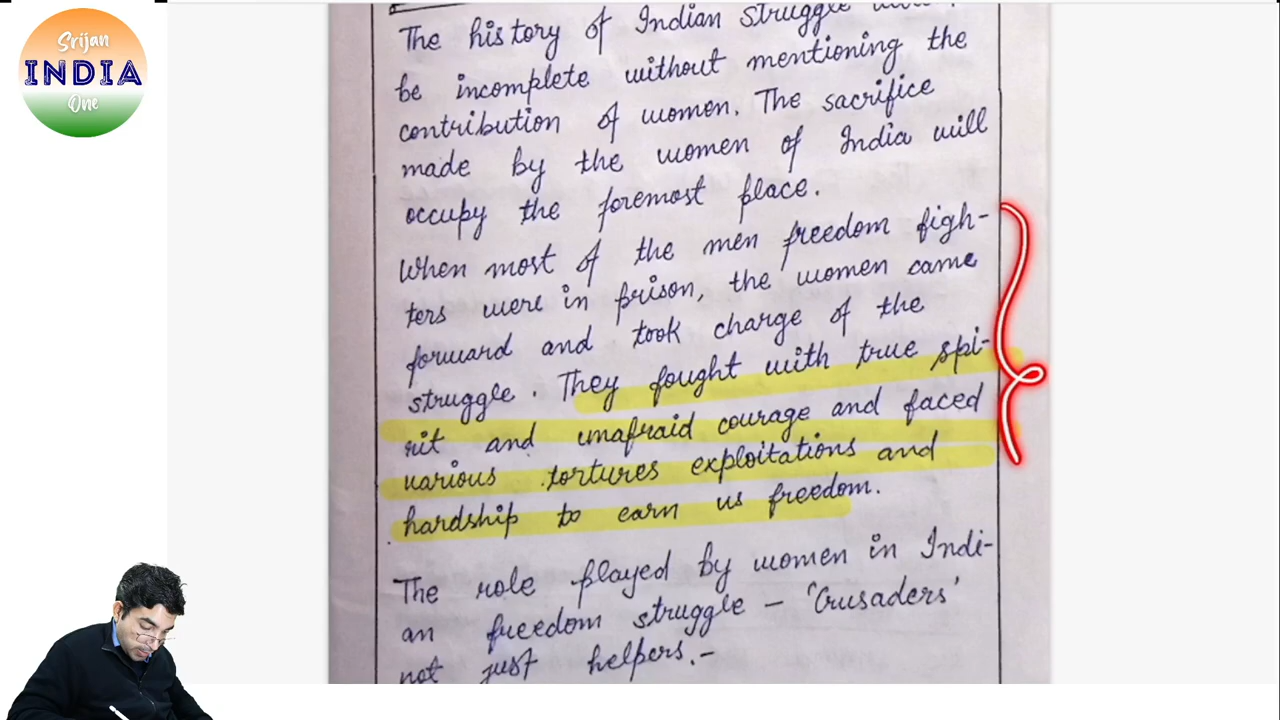 Srijan
INDIA
One
The history of Indian struggle
be incomplete without mentioning the
contribution of women. The sacrifice
made by the women of India will
occupy the foremost place.
When most of the men freedom figh-
ters were in prison, the women came
forward and took charge of the
struggle. They fought with true spi-
rit and unafraid courage and faced
various tortures exploitations and
hardship to earn us freedom.
The role played by women in Indi-
an freedom struggle – 'Crusaders'
not just helpers.-